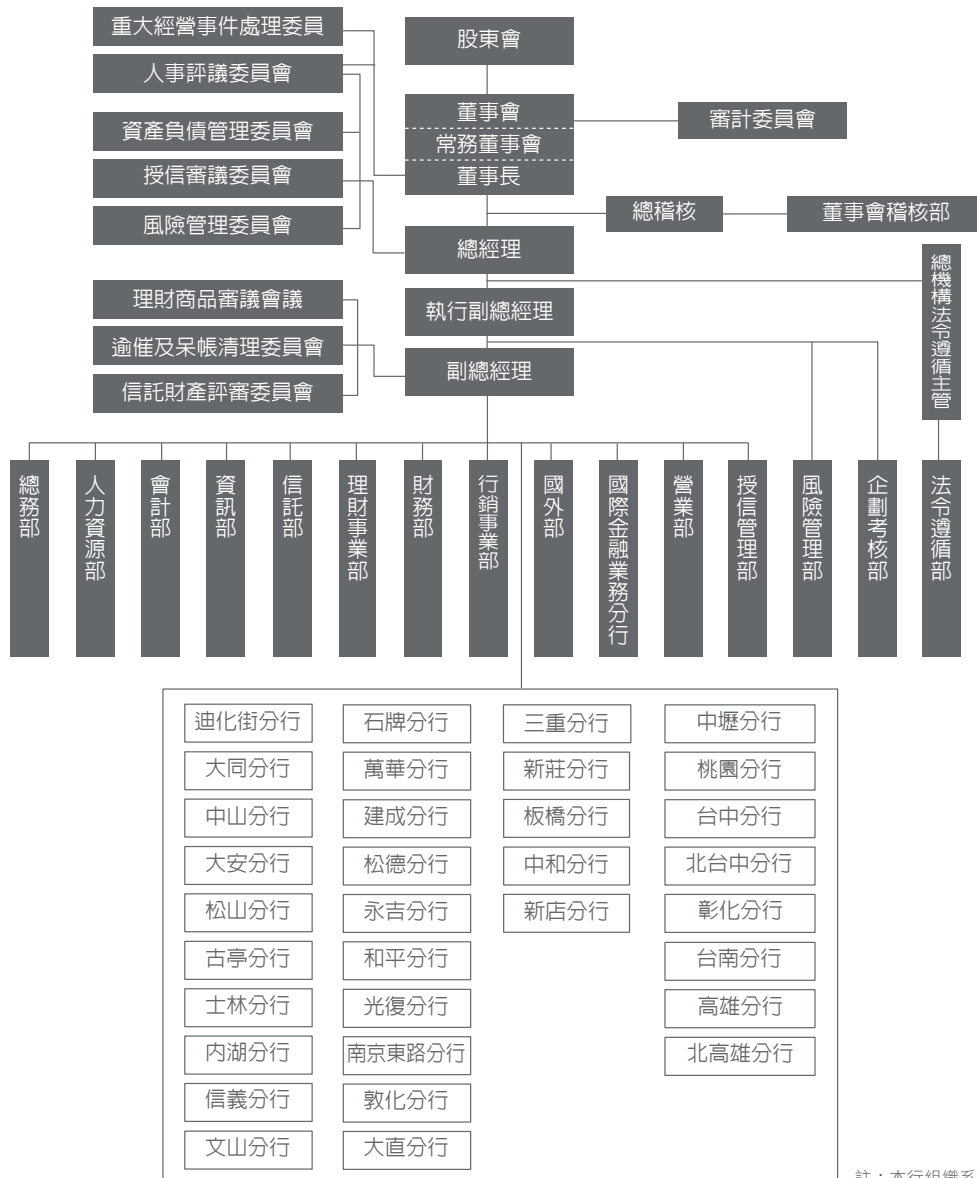 重大經營事件處理委員
人事評議委員會
資產負債管理委員會
授信審議委員會
風險管理委員會
股東會
董事會
常務董事會
董事長
審計委員會
總稽核
董事會稽核部
總經理
總機構法令遵循主管
執行副總經理
副總經理
理財商品審議會議
逾催及呆帳清理委員會
信託財產評審委員會
總務部
人力資源部
會計部
資訊部
信託部
理財事業部
財務部
行銷事業部
國外部
國際金融業務分行
營業部
授信管理部
風險管理部
企劃考核部
法令遵循部
迪化街分行
大同分行
中山分行
大安分行
松山分行
古亭分行
士林分行
內湖分行
信義分行
文山分行
石牌分行
萬華分行
建成分行
松德分行
永吉分行
和平分行
光復分行
南京東路分行
敦化分行
大直分行
三重分行
新莊分行
板橋分行
中和分行
新店分行
中壢分行
桃園分行
台中分行
北台中分行
彰化分行
台南分行
高雄分行
北高雄分行
註：本行組織系